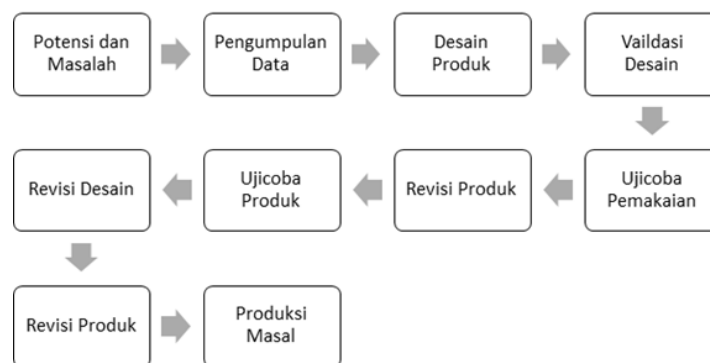 Potensi dan
Masalah
Pengumpulan
Data
Desain
Produk
Vaildasi
Desain
Ujicoba
Pemakaian
Revisi Produk
Ujicoba
Produk
Revisi Desain
Revisi Produk
Produksi
Masal